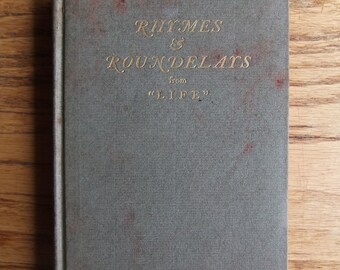 RHYMES
&
ROUNDELAYS
from
"LIFE"